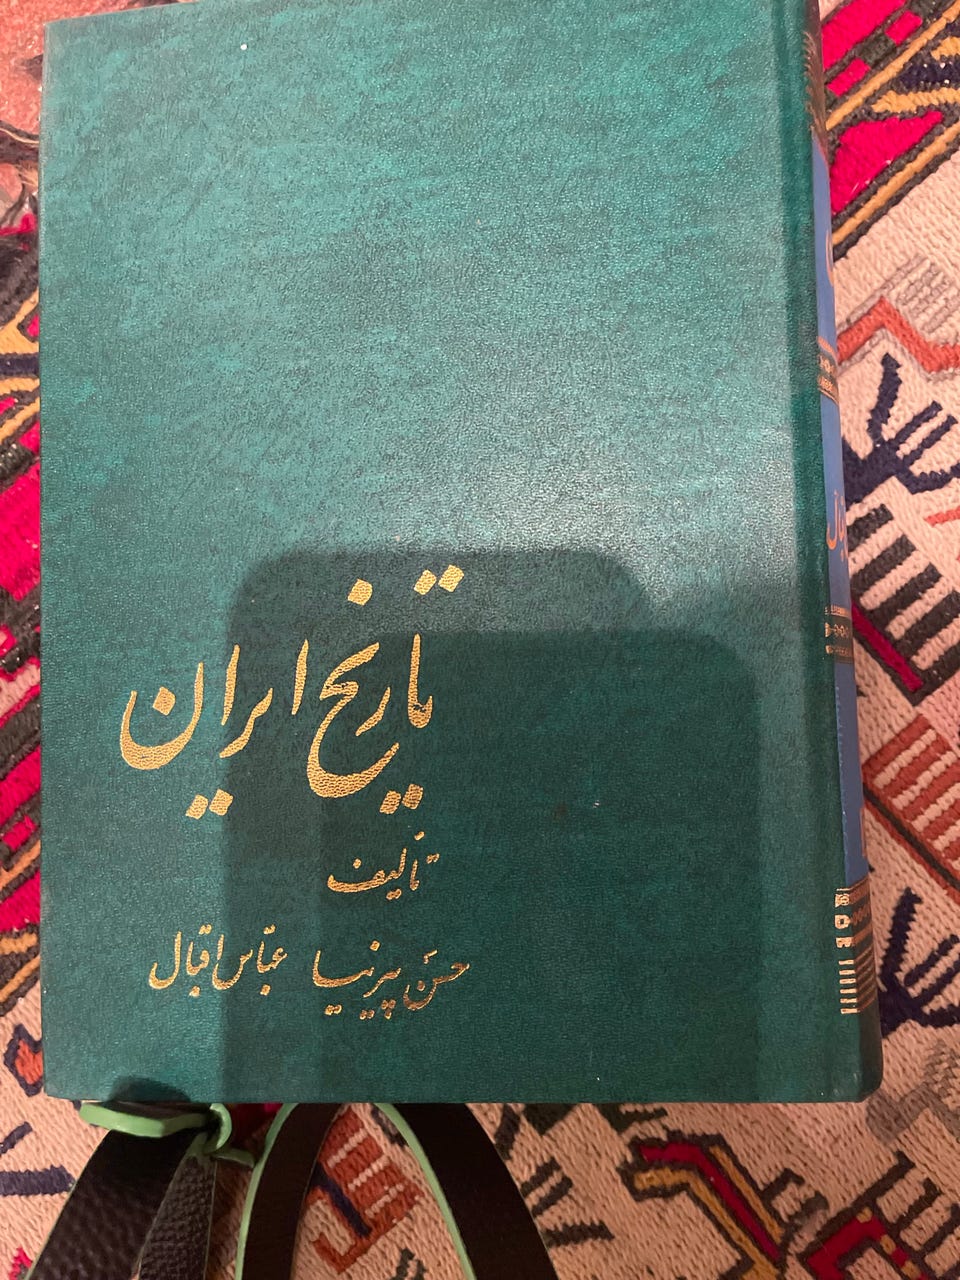 تاریخ ایران
تألیف
حسن پیرنیا عباس اقبال